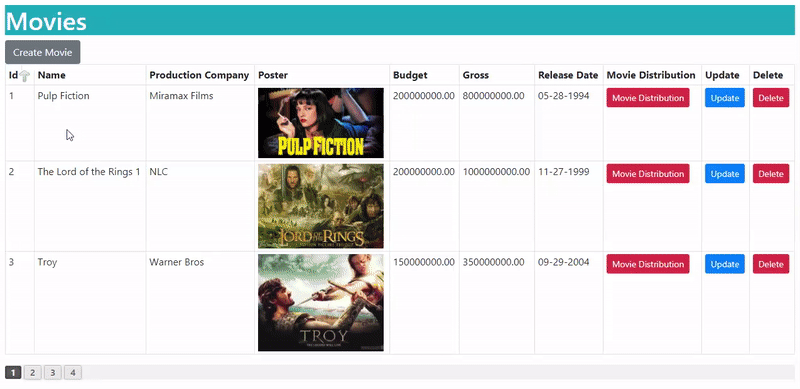 Movies
Create Movie
Id Name Production Company Poster Budget Gross Release Date Movie Distribution Update Delete
1 Pulp Fiction Miramax Films PULP FICTION 200000000.00 800000000.00 05-28-1994 Movie Distribution Update Delete
2 The Lord of the Rings 1 NLC 200000000.00 1000000000.00 11-27-1999 Movie Distribution Update Delete
LORD OF THE RINGS
3 Troy Warner Bros 150000000.00 350000000.00 09-29-2004 Movie Distribution Update Delete
TROY
1 2 3 4